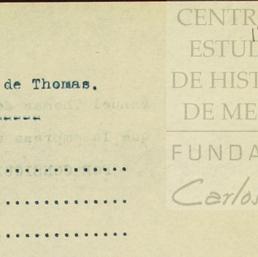 de Thomas.
CENTR
ESTUD
DE HIST
DE ME
FUNDA
Carlos